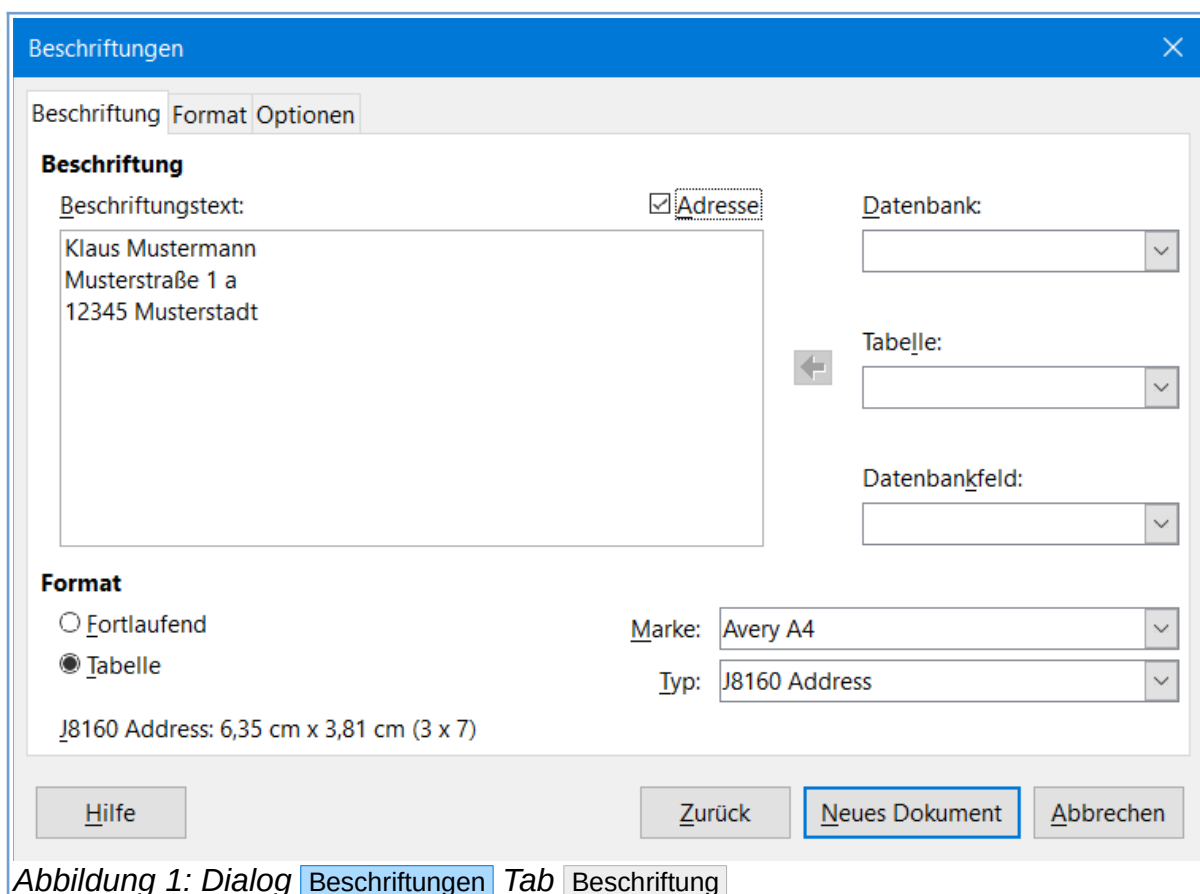 Beschriftungen
Beschriftung Format Optionen
Beschriftung
Beschriftungstext:
Adresse
Datenbank:
Klaus Mustermann
Musterstraße 1 a
12345 Musterstadt
Tabelle:
Datenbankfeld:
Format
Fortlaufend
Tabelle
Marke: Avery A4
Typ: J8160 Address
J8160 Address: 6,35 cm x 3,81 cm (3 x 7)
Hilfe Zurück Neues Dokument Abbrechen
Abbildung 1: Dialog Beschriftungen Tab Beschriftung